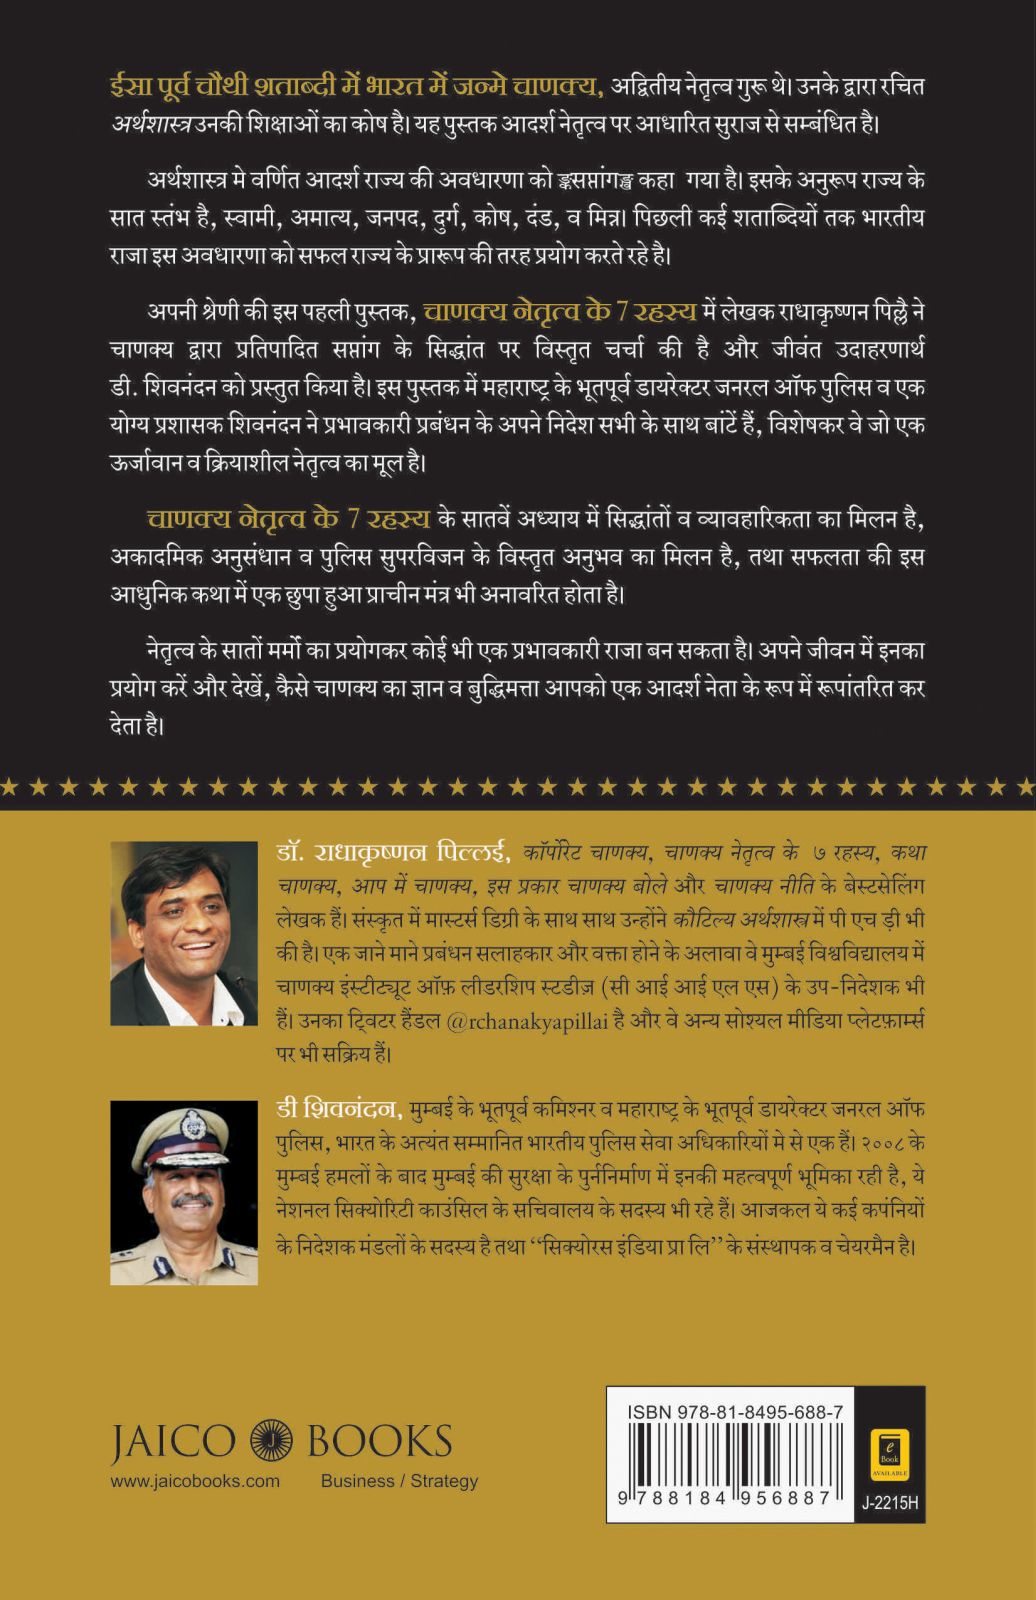 ईसा पूर्व चौथी शताब्दी में भारत में जन्मे चाणक्य, अद्वितीय नेतृत्व गुरू थे। उनके द्वारा रचित
अर्थशास्त्र उनकी शिक्षाओं का कोष है। यह पुस्तक आदर्श नेतृत्व पर आधारित सुराज से सम्बंधित है।
अर्थशास्त्र मे वर्णित आदर्श राज्य की अवधारणा को ङ्कसप्तांगङ्ख कहा गया है। इसके अनुरूप राज्य के
सात स्तंभ है, स्वामी, अमात्य, जनपद, दुर्ग, कोष, दंड, व मित्र। पिछली कई शताब्दियों तक भारतीय
राजा इस अवधारणा को सफल राज्य के प्रारूप की तरह प्रयोग करते रहे है।
अपनी श्रेणी की इस पहली पुस्तक, चाणक्य नेतृत्व के 7 रहस्य में लेखक राधाकृष्णन पिल्लै ने
चाणक्य द्वारा प्रतिपादित सप्तांग के सिद्धांत पर विस्तृत चर्चा की है और जीवंत उदाहरणार्थ
डी. शिवनंदन को प्रस्तुत किया है। इस पुस्तक में महाराष्ट्र के भूतपूर्व डायरेक्टर जनरल ऑफ पुलिस व एक
योग्य प्रशासक शिवनंदन ने प्रभावकारी प्रबंधन के अपने निदेश सभी के साथ बांटें हैं, विशेषकर वे जो एक
ऊर्जावान व क्रियाशील नेतृत्व का मूल है।
चाणक्य नेतृत्व के 7 रहस्य के सातवें अध्याय में सिद्धांतों व व्यावहारिकता का मिलन है,
अकादमिक अनुसंधान व पुलिस सुपरविजन के विस्तृत अनुभव का मिलन है, तथा सफलता की इस
आधुनिक कथा में एक छुपा हुआ प्राचीन मंत्र भी अनावरित होता है।
नेतृत्व के सातों मर्मो का प्रयोगकर कोई भी एक प्रभावकारी राजा बन सकता है। अपने जीवन में इनका
प्रयोग करें और देखें, कैसे चाणक्य का ज्ञान व बुद्धिमत्ता आपको एक आदर्श नेता के रूप में रूपांतरित कर
देता है।
डॉ. राधाकृष्णन पिल्लई, कॉर्पोरेट चाणक्य, चाणक्य नेतृत्व के ७ रहस्य, कथा
चाणक्य, आप में चाणक्य, इस प्रकार चाणक्य बोले और चाणक्य नीति के बेस्टसेलिंग
लेखक हैं। संस्कृत में मास्टर्स डिग्री के साथ साथ उन्होंने कौटिल्य अर्थशास्त्र में पी एच ड़ी भी
की है। एक जाने माने प्रबंधन सलाहकार और वक्ता होने के अलावा वे मुम्बई विश्वविद्यालय में
चाणक्य इंस्टीट्यूट ऑफ़ लीडरशिप स्टडीज़ (सी आई आई एल एस) के उप-निदेशक भी
हैं। उनका ट्विटर हैंडल @rchanakyapillai है और वे अन्य सोश्यल मीडिया प्लेटफ़ार्म्स
पर भी सक्रिय हैं।
डी शिवनंदन, मुम्बई के भूतपूर्व कमिश्नर व महाराष्ट्र के भूतपूर्व डायरेक्टर जनरल ऑफ
पुलिस, भारत के अत्यंत सम्मानित भारतीय पुलिस सेवा अधिकारियों मे से एक हैं। २००८ के
मुम्बई हमलों के बाद मुम्बई की सुरक्षा के पुर्ननिर्माण में इनकी महत्वपूर्ण भूमिका रही है, ये
नेशनल सिक्योरिटी काउंसिल के सचिवालय के सदस्य भी रहे हैं। आजकल ये कई कंपनियों
के निदेशक मंडलों के सदस्य है तथा “सिक्योरस इंडिया प्रा लि” के संस्थापक व चेयरमैन है।
JAICO J BOOKS
www.jaicobooks.com Business / Strategy
ISBN 978-81-8495-688-7
9 788184 956887
e
Book
AVAILABLE
J-2215H